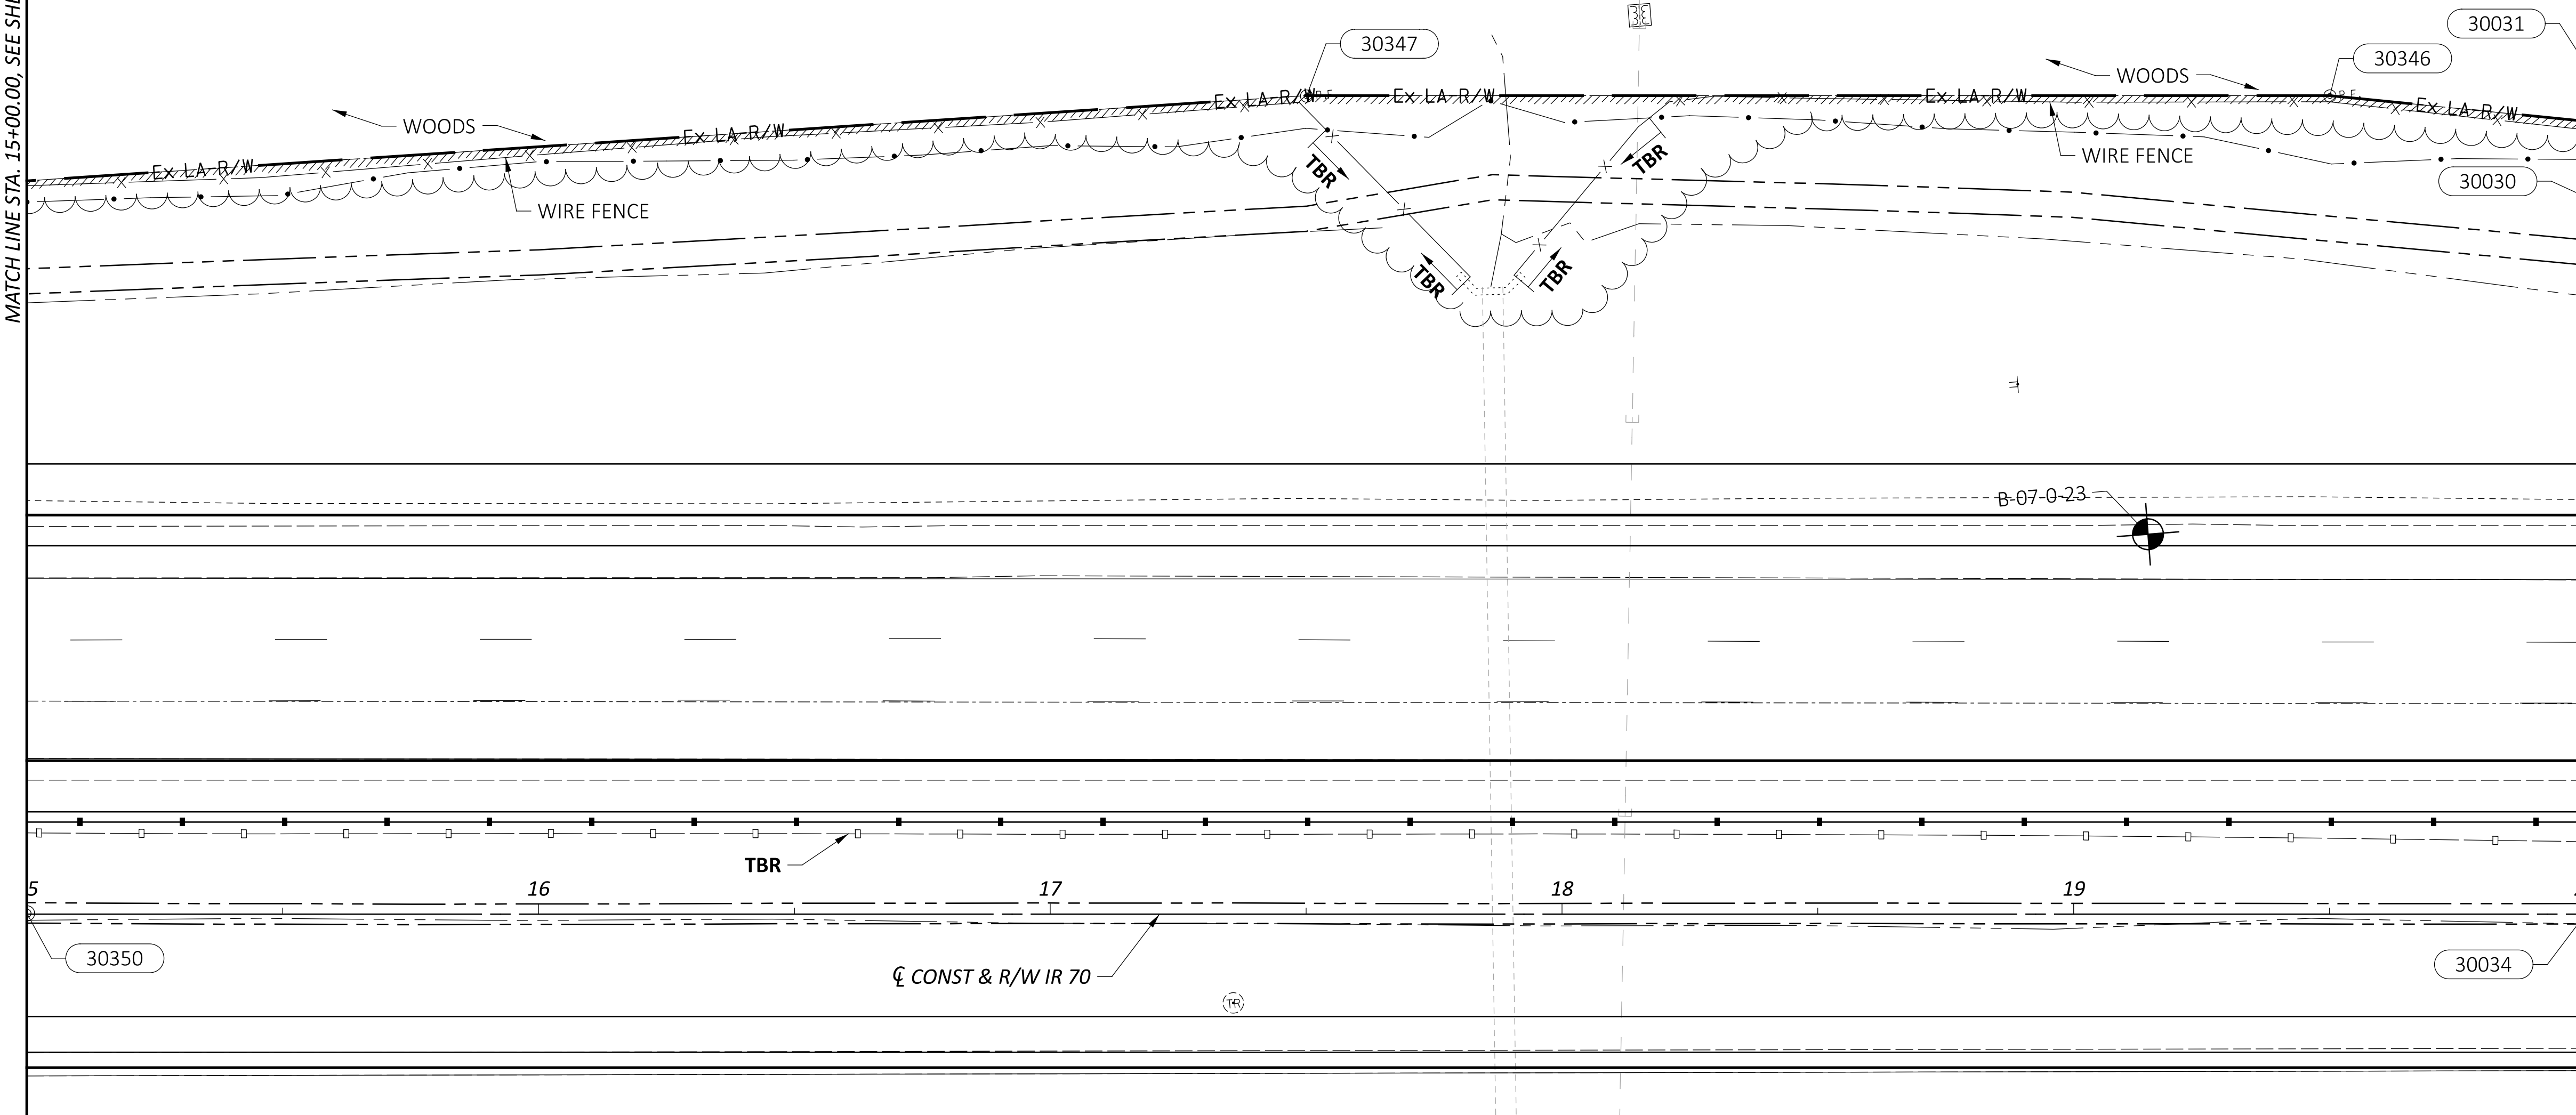 MATCH LINE STA. 15+00.00, SEE
30031
30347
30346
WOODS
WOODS
Ex LA-R/W
Ex LA-R/W
Ex LA-R/W
Ex LA-R/W
Ex LA-R/W
Ex LA-R/W
P.F.
TBR
TBR
WIRE FENCE
WIRE FENCE
30030
TBR
TBR
B-07-0-23
TBR
5
16
17
18
19
30350
30034
℄ CONST & R/W IR 70
TR